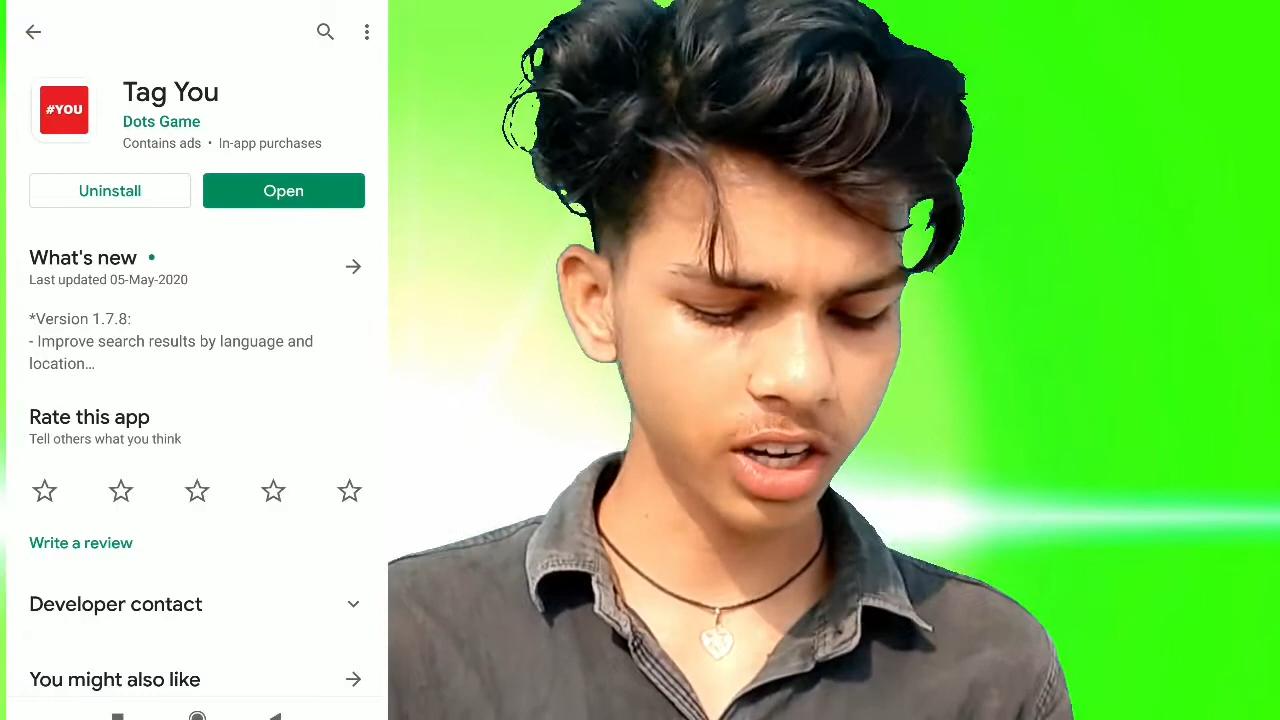 #YOU
Tag You
Dots Game
Contains ads • In-app purchases
Uninstall
Open
What's new •
Last updated 05-May-2020
*Version 1.7.8:
- Improve search results by language and
location...
Rate this app
Tell others what you think
Write a review
Developer contact
You might also like